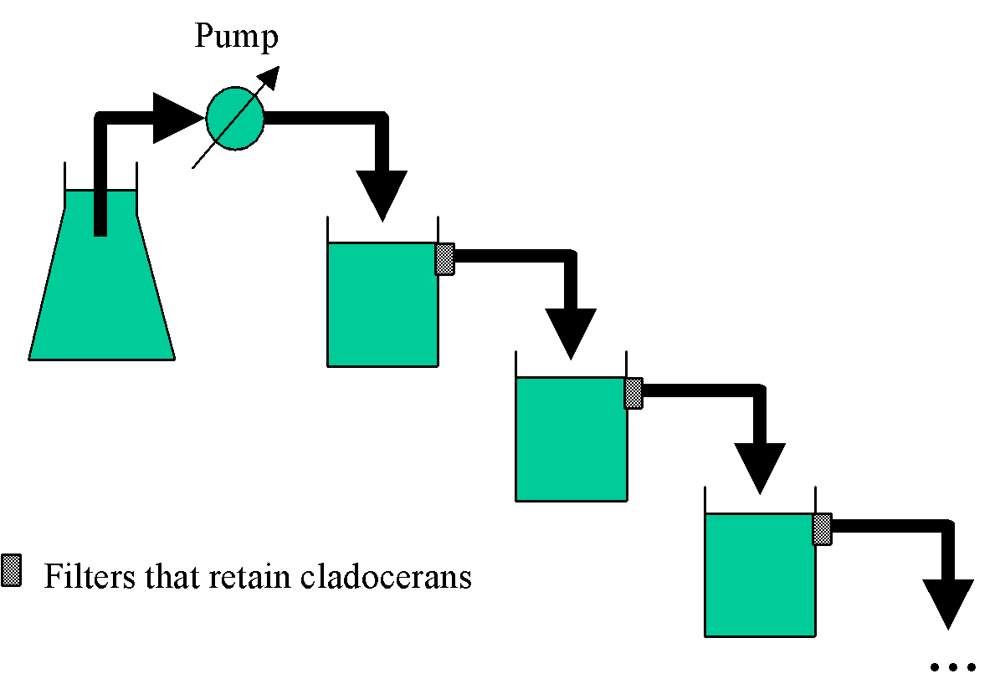 Pump
Filters that retain cladocerans
...